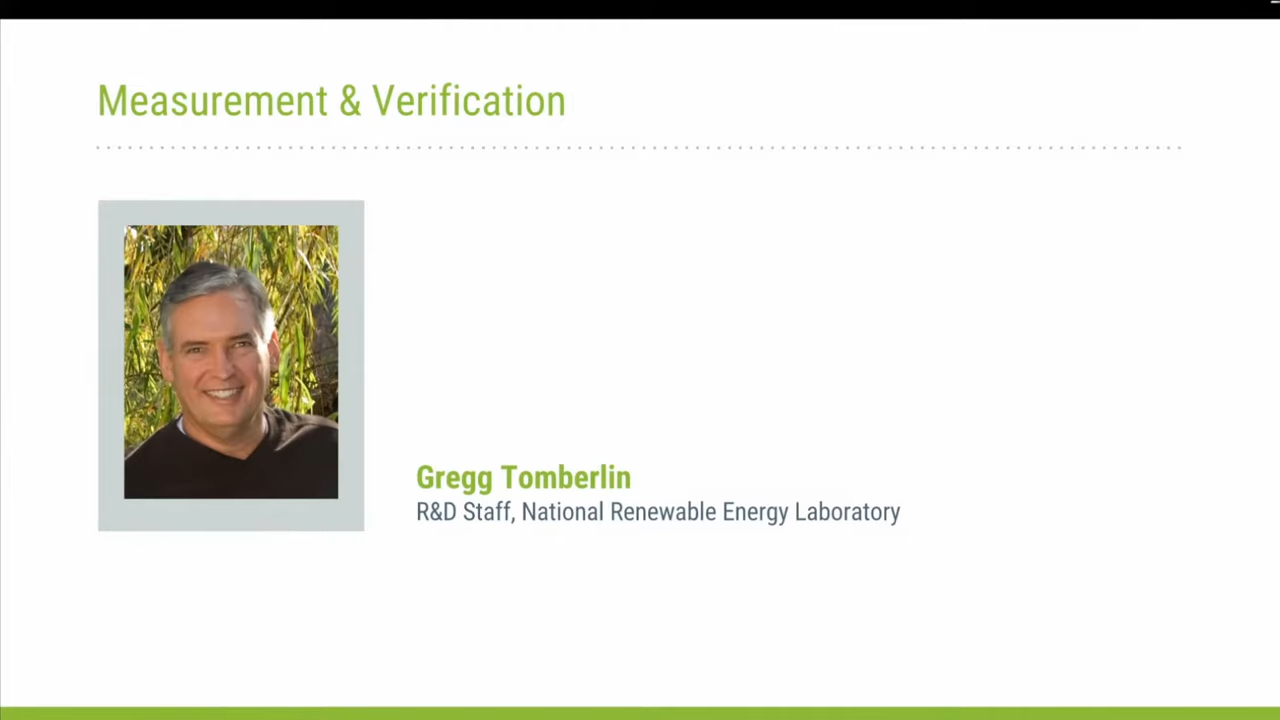 Measurement & Verification
Gregg Tomberlin
R&D Staff, National Renewable Energy Laboratory